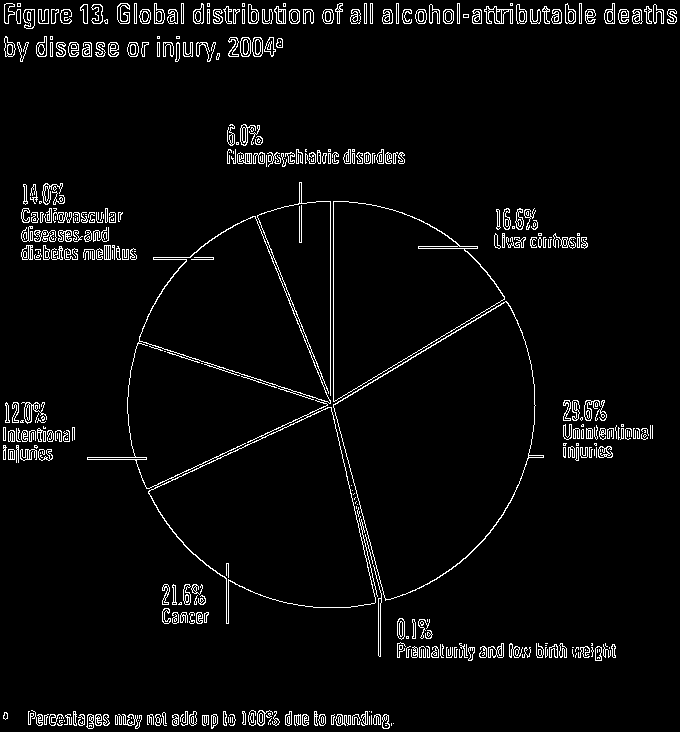 Figure 13. Global distribution of all alcohol-attributable deaths
by disease or injury, 2004ª
6.0%
Neuropsychiatric disorders
14.0%
Cardiovascular
diseases and
diabetes mellitus
16.6%
Liver cirrhosis
12.0%
Intentional
injuries
29.6%
Unintentional
injuries
21.6%
Cancer
0.1%
Prematurity and low birth weight
ª Percentages may not add up to 100% due to rounding.